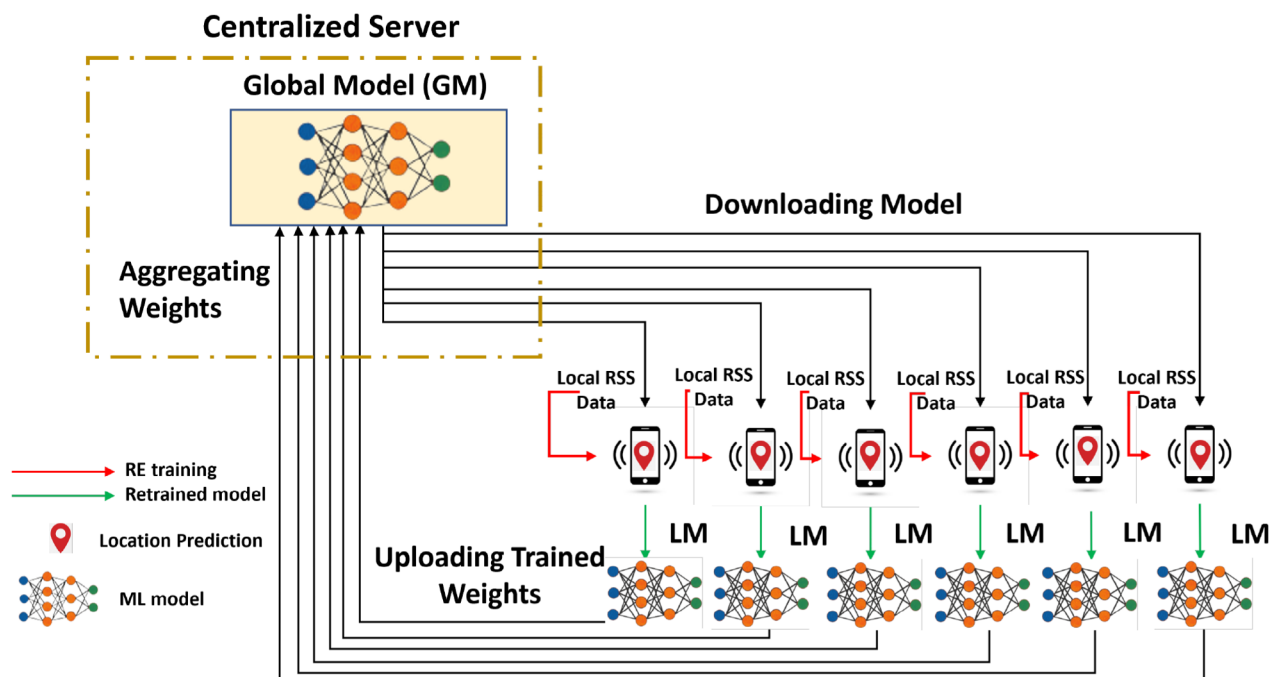 Centralized Server
Global Model (GM)
Downloading Model
Aggregating
Weights
Local RSS
Data
Local RSS
Data
Local RSS
Data
Local RSS
Data
Local RSS
Data
Local RSS
Data
RE training
Retrained model
Location Prediction
ML model
LM
LM
LM
LM
LM
LM
Uploading Trained
Weights